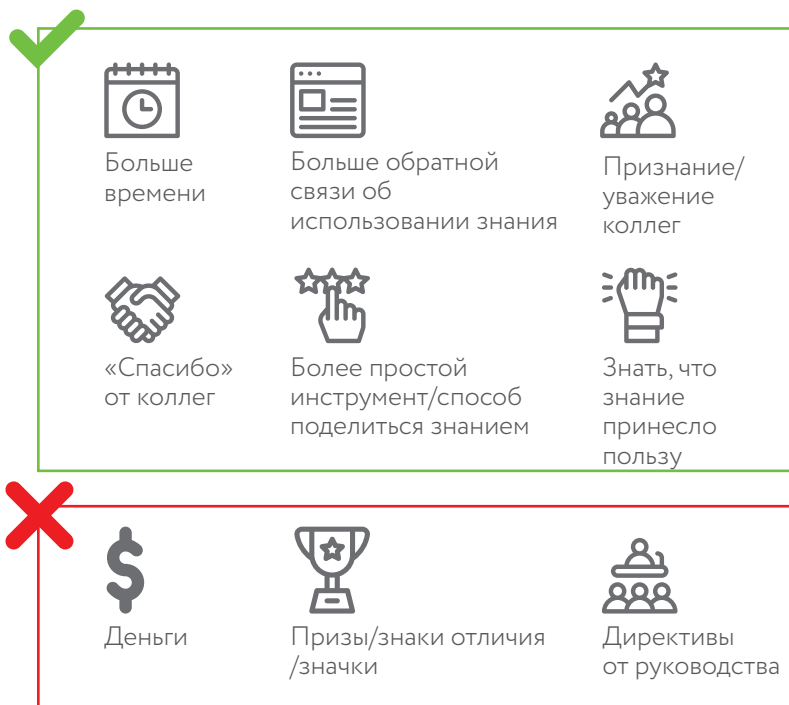 Больше
времени
Больше обратной
связи об
использовании знания
Признание/
уважение
коллег
«Спасибо»
от коллег
Более простой
инструмент/способ
поделиться знанием
Знать, что
знание
принесло
пользу
Деньги
Призы/знаки отличия
/значки
Директивы
от руководства